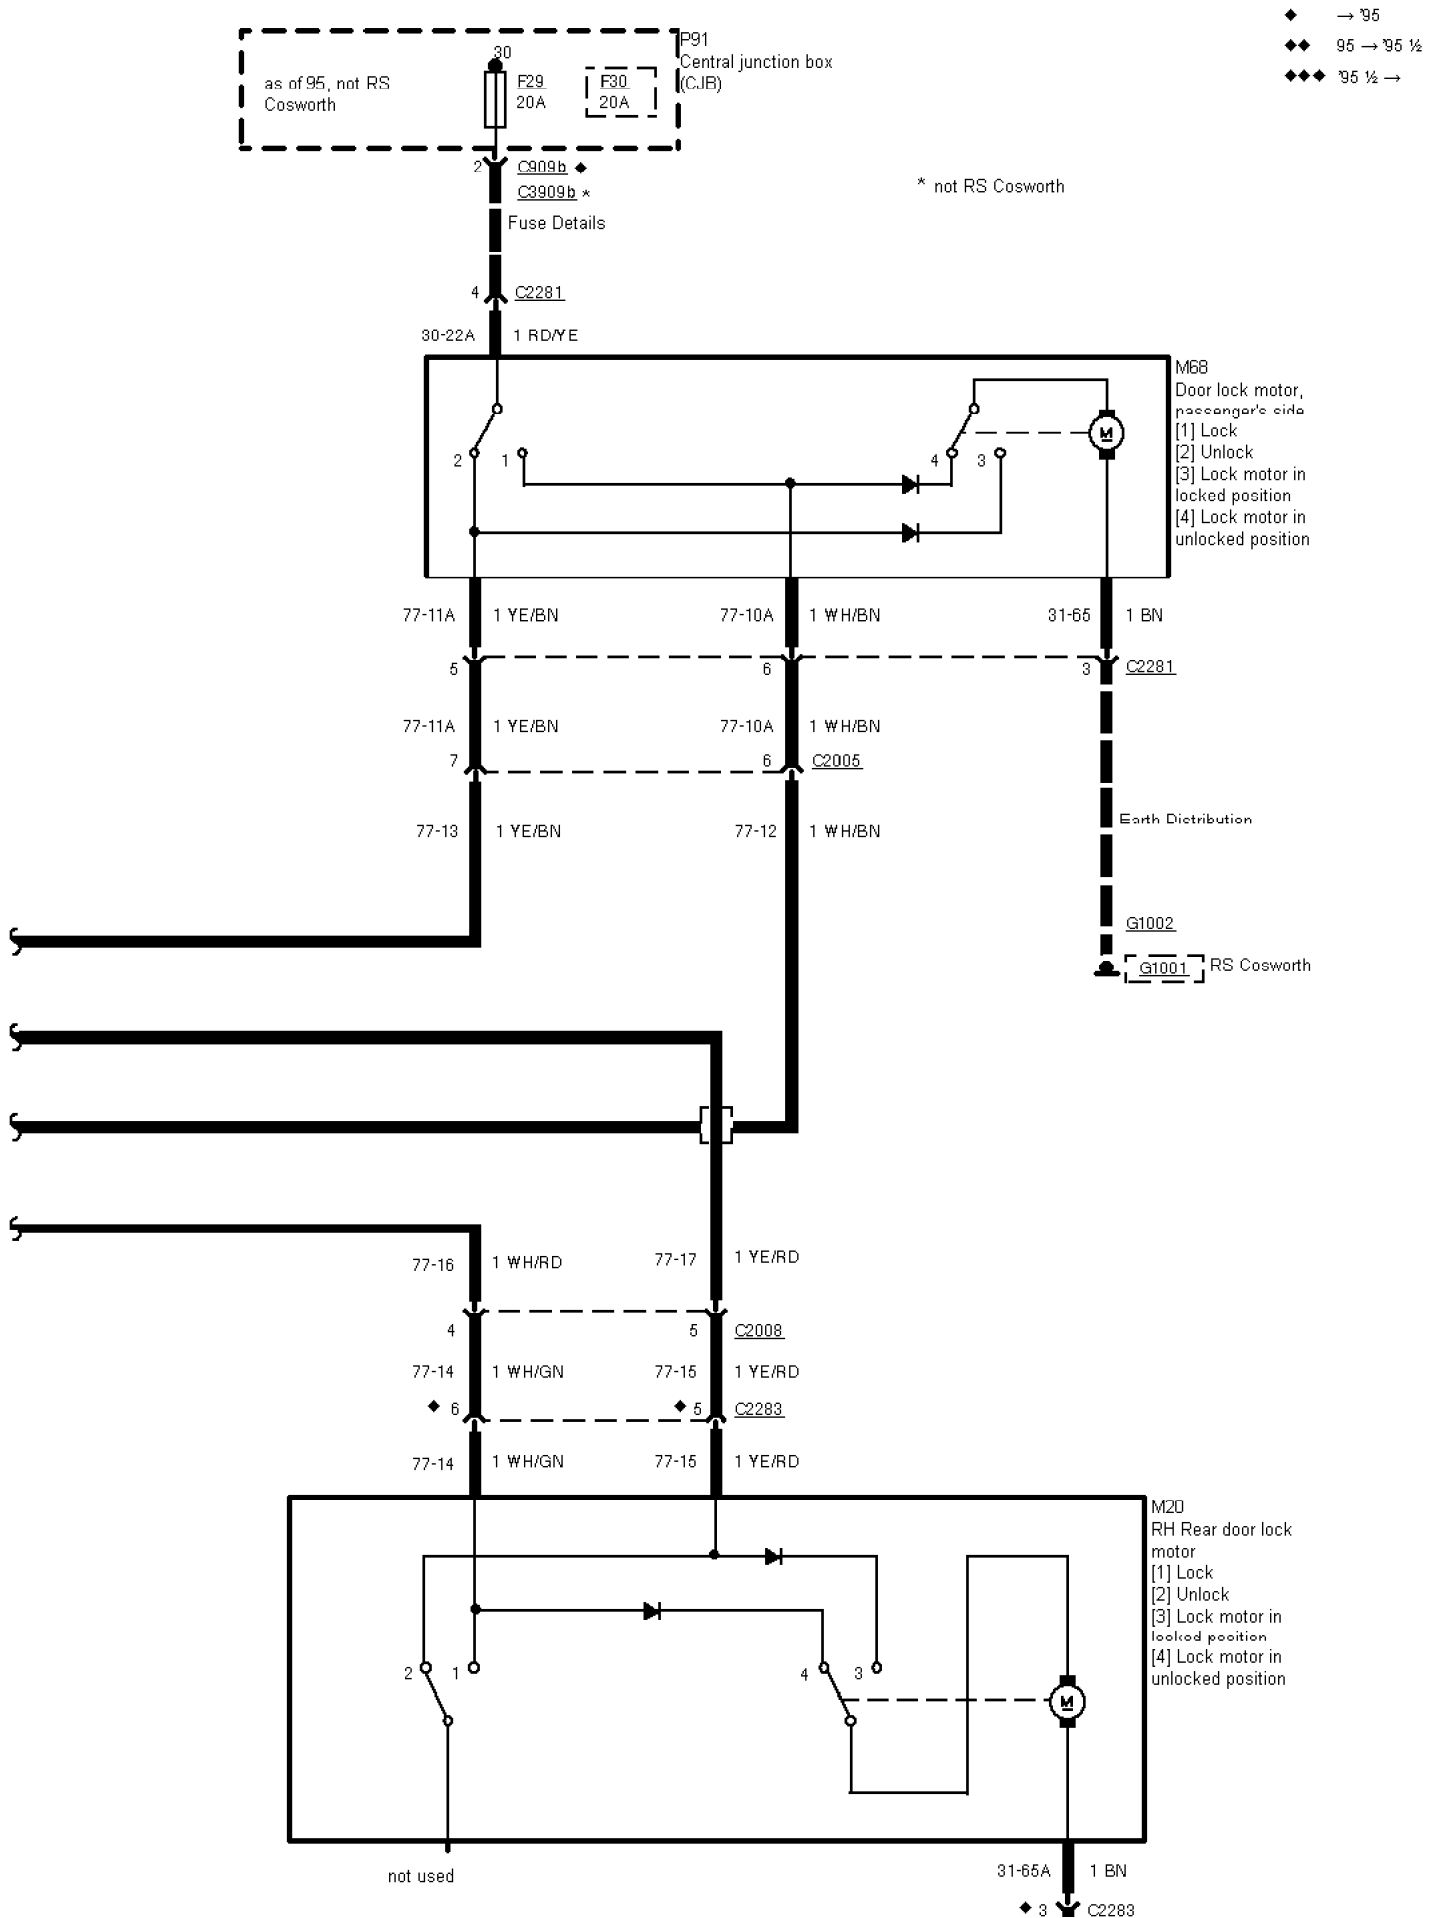 ◆ → '95
◆◆ 95 → '95 ½
◆◆◆ '95 ½ →
P91
Central junction box
(CJB)
30
as of 95, not RS
Cosworth
F29
20A
F30
20A
2
C909b ◆
C3909b *
* not RS Cosworth
Fuse Details
4
C2281
30-22A
1 RD/YE
M68
Door lock motor,
passenger's side
[1] Lock
[2] Unlock
[3] Lock motor in
locked position
[4] Lock motor in
unlocked position
2
1
4
3
M
77-11A
1 YE/BN
77-10A
1 WH/BN
31-65
1 BN
5
6
3
C2281
77-11A
1 YE/BN
77-10A
1 WH/BN
7
6
C2005
77-13
1 YE/BN
77-12
1 WH/BN
Earth Distribution
G1002
G1001
RS Cosworth
77-16
1 WH/RD
77-17
1 YE/RD
4
5
C2008
77-14
1 WH/GN
77-15
1 YE/RD
◆ 6
◆ 5
C2283
77-14
1 WH/GN
77-15
1 YE/RD
M20
RH Rear door lock
motor
[1] Lock
[2] Unlock
[3] Lock motor in
locked position
[4] Lock motor in
unlocked position
2
1
4
3
M
not used
31-65A
1 BN
◆ 3
C2283